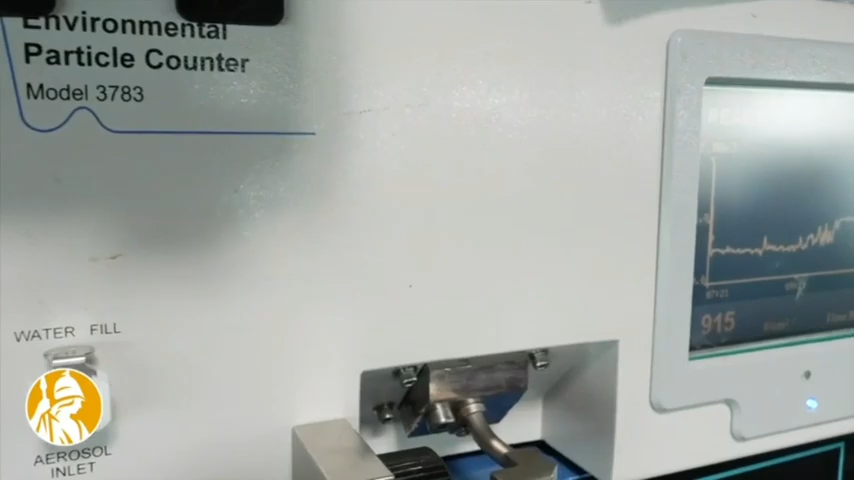 Environmental
Particle Counter
Model 3783
WATER FILL
AEROSOL
INLET
915